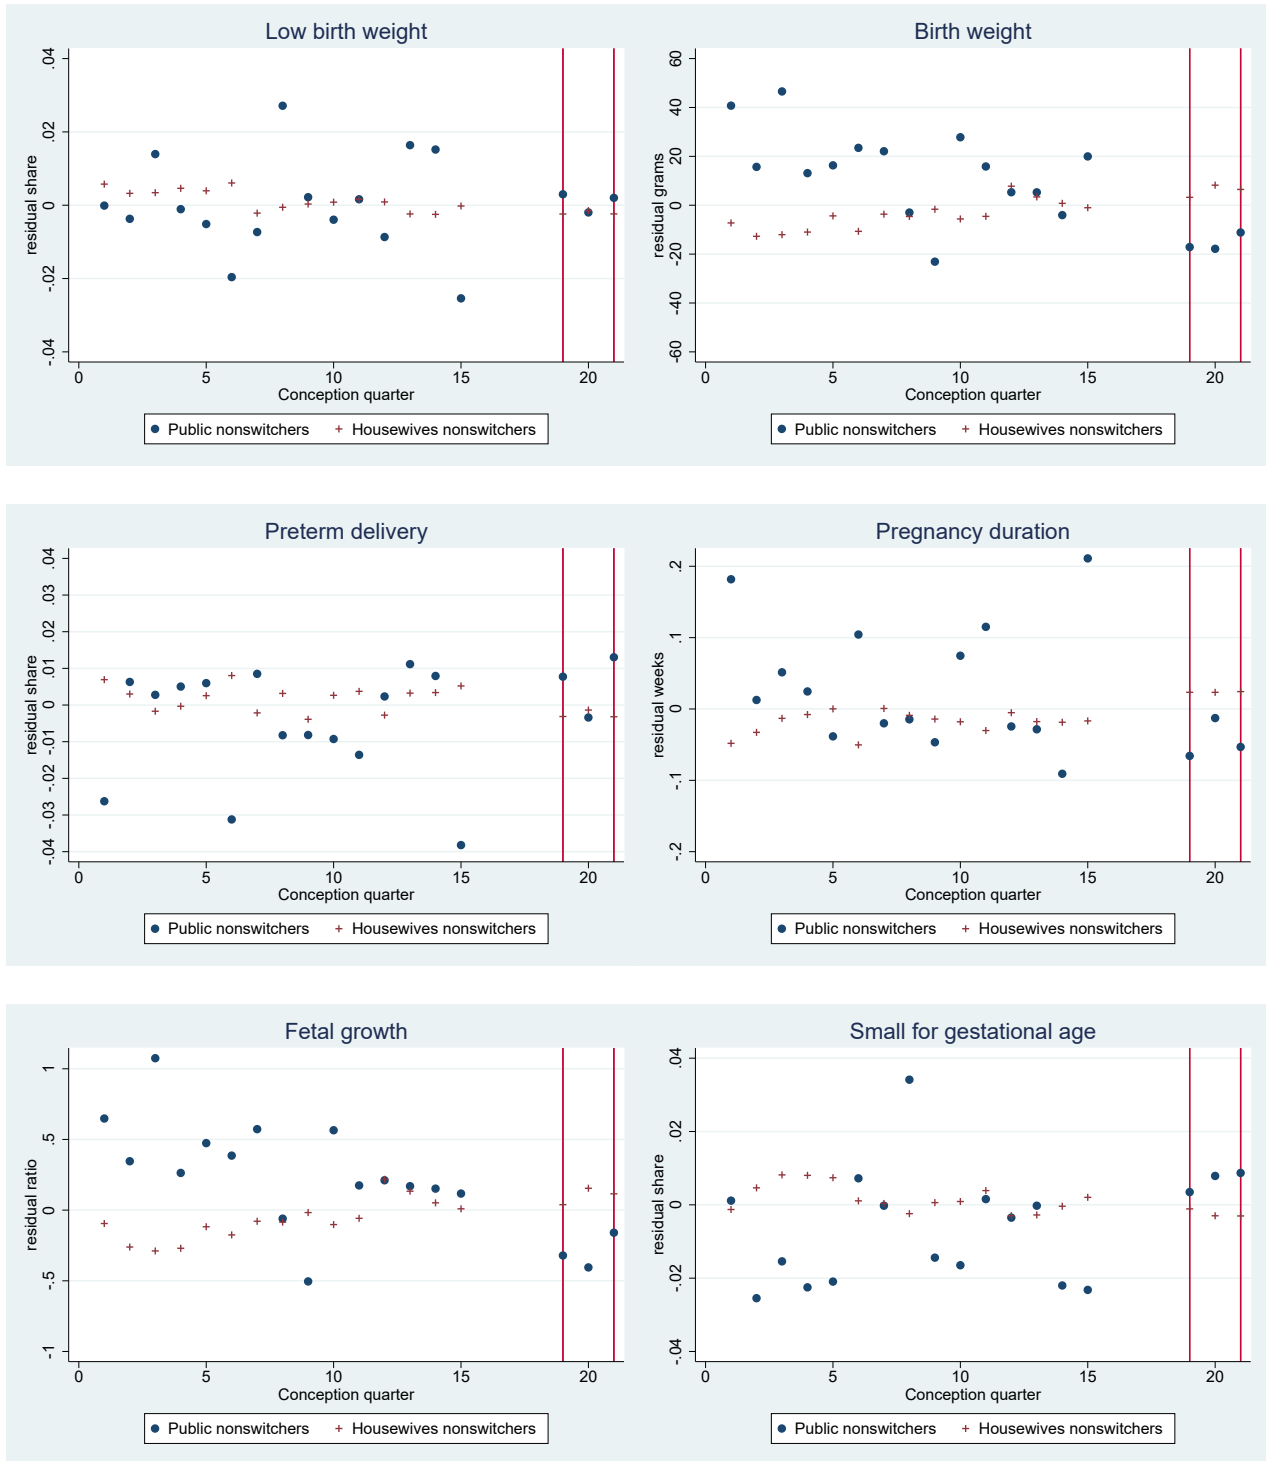 Low birth weight
residual share
.04
.02
0
-.02
-.04
0 5 10 15 20
Conception quarter
Public nonswitchers + Housewives nonswitchers
Birth weight
residual grams
60
40
20
0
-20
-40
-60
0 5 10 15 20
Conception quarter
Public nonswitchers + Housewives nonswitchers
Preterm delivery
residual share
.04
.03
.02
.01
0
-.01
-.02
-.03
-.04
0 5 10 15 20
Conception quarter
Public nonswitchers + Housewives nonswitchers
Pregnancy duration
residual weeks
.2
.1
0
-.1
-.2
0 5 10 15 20
Conception quarter
Public nonswitchers + Housewives nonswitchers
Fetal growth
residual ratio
1
.5
0
-.5
-1
0 5 10 15 20
Conception quarter
Public nonswitchers + Housewives nonswitchers
Small for gestational age
residual share
.04
.02
0
-.02
-.04
0 5 10 15 20
Conception quarter
Public nonswitchers + Housewives nonswitchers